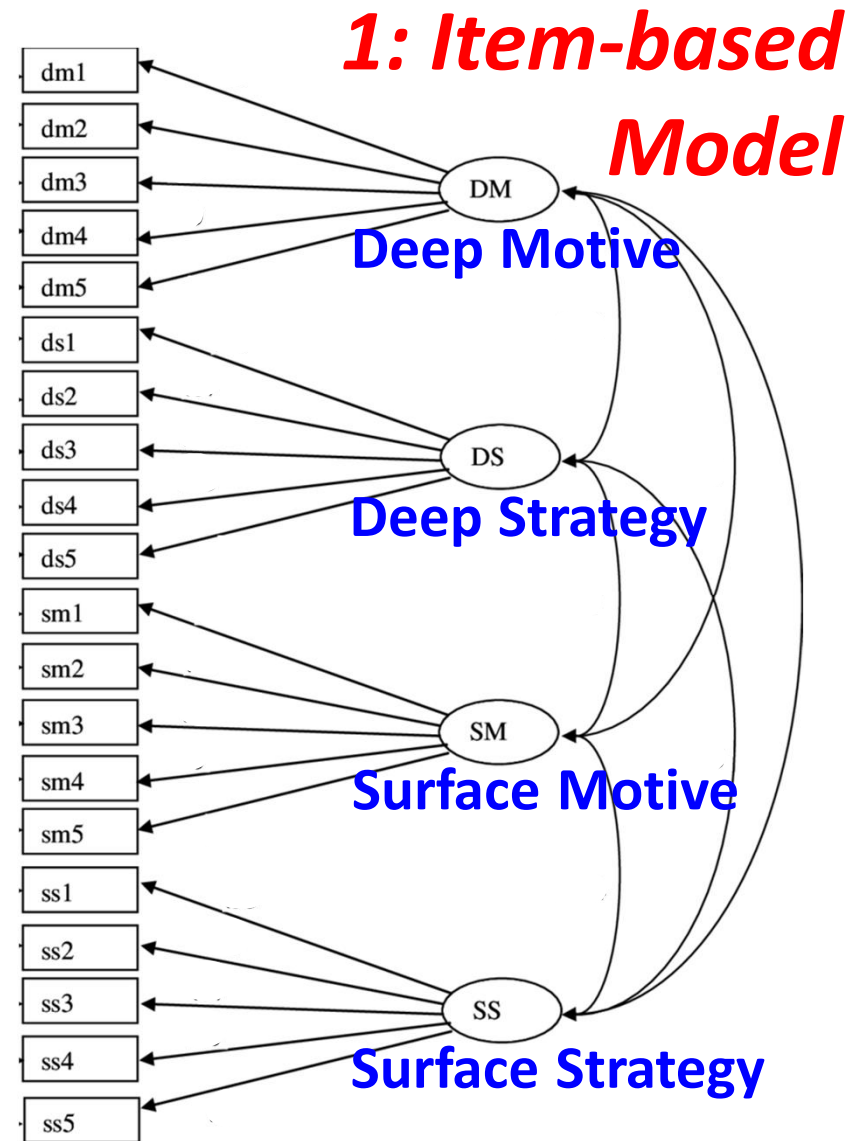 1: Item-based
Model
dm1
dm2
dm3
dm4
dm5
DM
Deep Motive
ds1
ds2
ds3
ds4
ds5
DS
Deep Strategy
sm1
sm2
sm3
sm4
sm5
SM
Surface Motive
ss1
ss2
ss3
ss4
ss5
SS
Surface Strategy